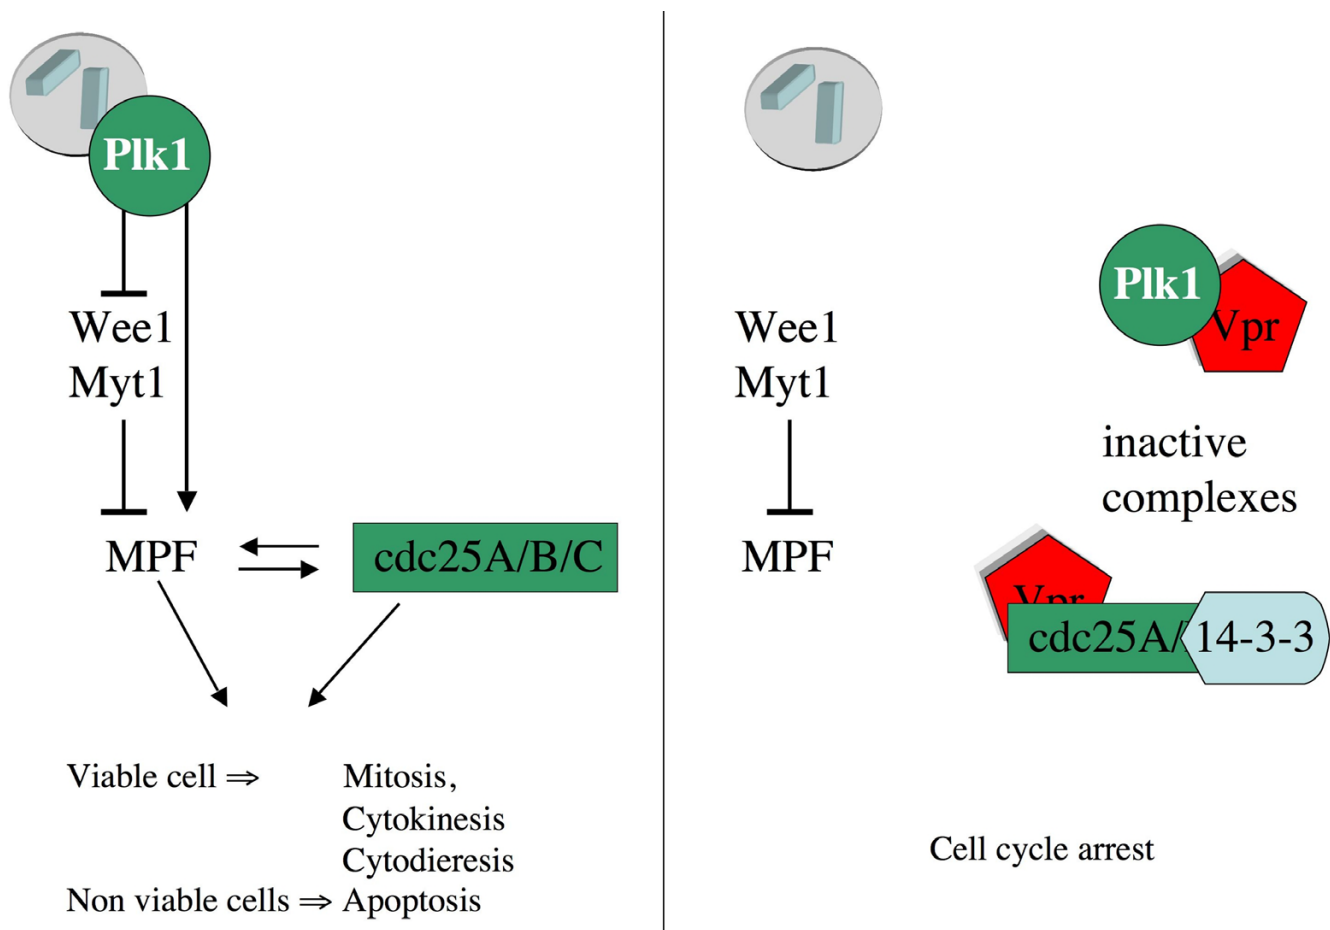 Plk1
Wee1
Myt1
MPF
cdc25A/B/C
Viable cell ⇒ Mitosis,
Cytokinesis
Cytodieresis
Non viable cells ⇒ Apoptosis
Plk1
Vpr
Wee1
Myt1
inactive
complexes
MPF
Vpr
cdc25A/
14-3-3
Cell cycle arrest